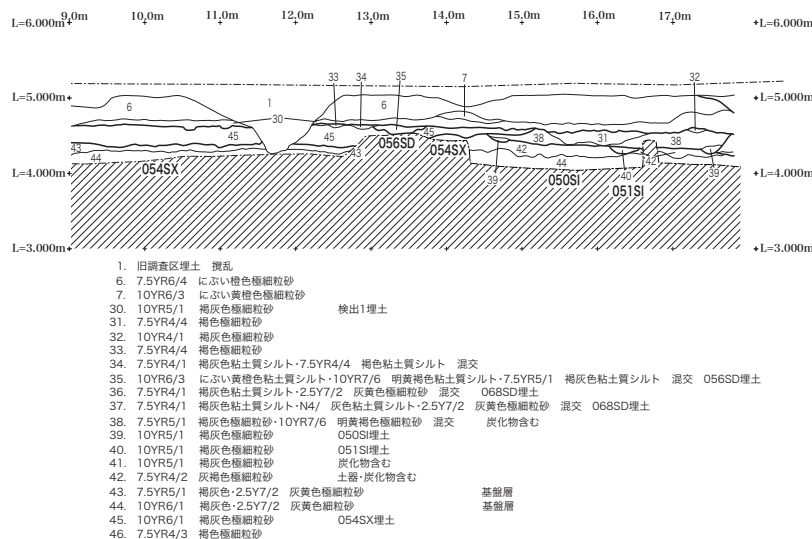 9.0m 10.0m 11.0m 12.0m 13.0m 14.0m 15.0m 16.0m 17.0m
L=6.000m L=6.000m
33 34 35 7 32
L=5.000m L=5.000m
6 1 6
30
45 45 45 38 31 38
43 43 056SD 054SX 42 42
44 054SX 44
L=4.000m 39 050SI 40 39 L=4.000m
051SI
L=3.000m L=3.000m
1. 旧調査区埋土 撹乱
6. 7.5YR6/4 にぶい橙色極細粒砂
7. 10YR6/3 にぶい黄橙色極細粒砂
30. 10YR5/1 褐灰色極細粒砂 検出1埋土
31. 7.5YR4/4 褐色極細粒砂
32. 10YR4/1 褐灰色極細粒砂
33. 7.5YR4/4 褐色極細粒砂
34. 7.5YR4/1 褐灰色粘土質シルト・7.5YR4/4 褐色粘土質シルト 混交
35. 10YR6/3 にぶい黄橙色粘土質シルト・10YR7/6 明黄褐色粘土質シルト・7.5YR5/1 褐灰色粘土質シルト 混交 056SD埋土
36. 7.5YR4/1 褐灰色粘土質シルト・2.5Y7/2 灰黄色極細粒砂 混交 068SD埋土
37. 7.5YR4/1 褐灰色粘土質シルト・N4/ 灰色粘土質シルト・2.5Y7/2 灰黄色極細粒砂 混交 068SD埋土
38. 7.5YR5/1 褐灰色極細粒砂・10YR7/6 明黄褐色極細粒砂 混交 炭化物含む
39. 10YR5/1 褐灰色極細粒砂 050SI埋土
40. 10YR5/1 褐灰色極細粒砂 051SI埋土
41. 10YR5/1 褐灰色極細粒砂 炭化物含む
42. 7.5YR4/2 灰褐色極細粒砂 土器・炭化物含む
43. 7.5YR5/1 褐灰色・2.5Y7/2 灰黄色極細粒砂 基盤層
44. 10YR6/1 褐灰色・2.5Y7/2 灰黄色細粒砂 基盤層
45. 10YR6/1 褐灰色極細粒砂 054SX埋土
46. 7.5YR4/3 褐色極細粒砂